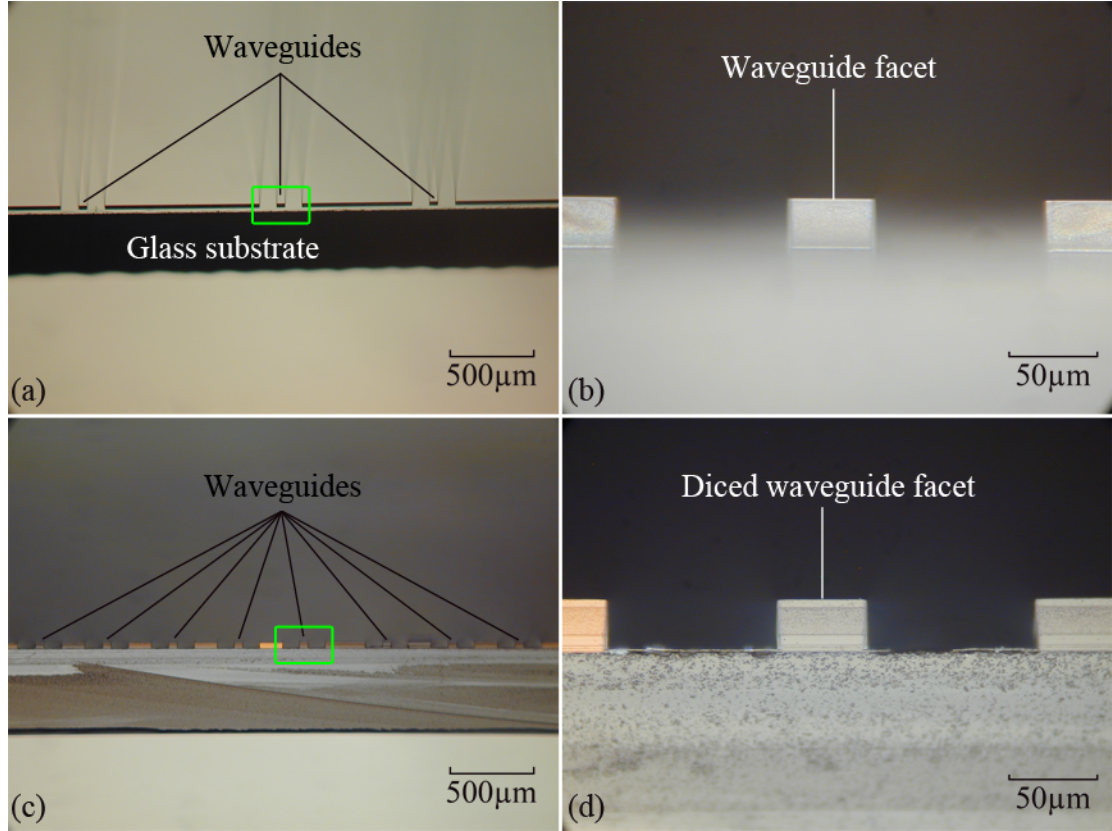 Waveguides
Glass substrate
500µm
(a)
Waveguide facet
50µm
(b)
Waveguides
500µm
(c)
Diced waveguide facet
50µm
(d)